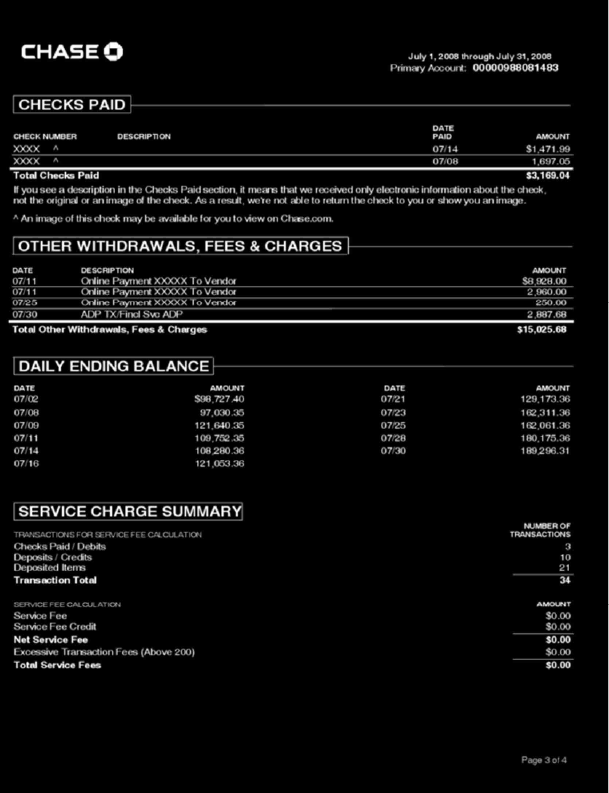 CHASE
July 1, 2008 through July 31, 2008
Primary Account: 00000988081483
CHECKS PAID
CHECK NUMBER DESCRIPTION DATE PAID AMOUNT
XXXX ^ 07/14 $1,471.99
XXXX ^ 07/08 1,697.05
Total Checks Paid $3,169.04
If you see a description in the Checks Paid section, it means that we received only electronic information about the check,
not the original or an image of the check. As a result, we're not able to return the check to you or show you an image.
^ An image of this check may be available for you to view on Chase.com.
OTHER WITHDRAWALS, FEES & CHARGES
DATE DESCRIPTION AMOUNT
07/11 Online Payment XXXXX To Vendor $8,928.00
07/11 Online Payment XXXXX To Vendor 2,960.00
07/25 Online Payment XXXXX To Vendor 250.00
07/30 ADP TX/Fincl Svc ADP 2,887.68
Total Other Withdrawals, Fees & Charges $15,025.68
DAILY ENDING BALANCE
DATE AMOUNT DATE AMOUNT
07/02 $98,727.40 07/21 129,173.36
07/08 97,030.35 07/23 162,311.36
07/09 121,640.35 07/25 162,061.36
07/11 109,752.35 07/28 180,175.36
07/14 108,280.36 07/30 189,296.31
07/16 121,053.36
SERVICE CHARGE SUMMARY
TRANSACTIONS FOR SERVICE FEE CALCULATION NUMBER OF TRANSACTIONS
Checks Paid / Debits 3
Deposits / Credits 10
Deposited Items 21
Transaction Total 34
SERVICE FEE CALCULATION AMOUNT
Service Fee $0.00
Service Fee Credit $0.00
Net Service Fee $0.00
Excessive Transaction Fees (Above 200) $0.00
Total Service Fees $0.00
Page 3 of 4